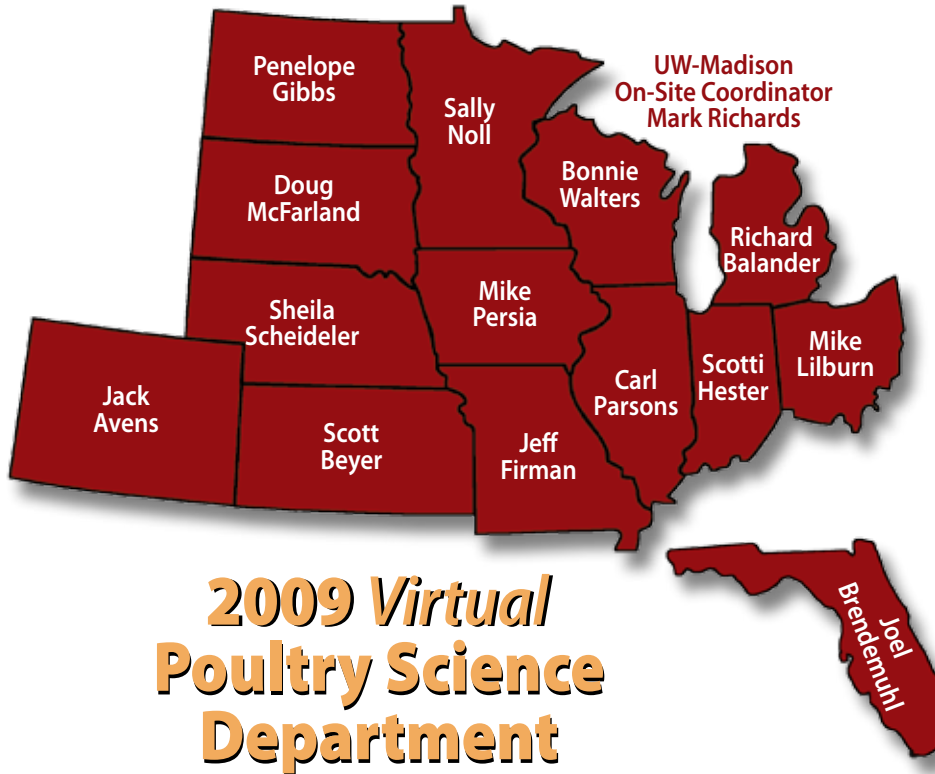 Penelope
Gibbs
Sally
Noll
UW-Madison
On-Site Coordinator
Mark Richards
Doug
McFarland
Bonnie
Walters
Richard
Balander
Sheila
Scheideler
Mike
Persia
Jack
Avens
Scott
Beyer
Jeff
Firman
Carl
Parsons
Scotti
Hester
Mike
Lilburn
2009 Virtual
Poultry Science
Department
Joel
Brendemuhl